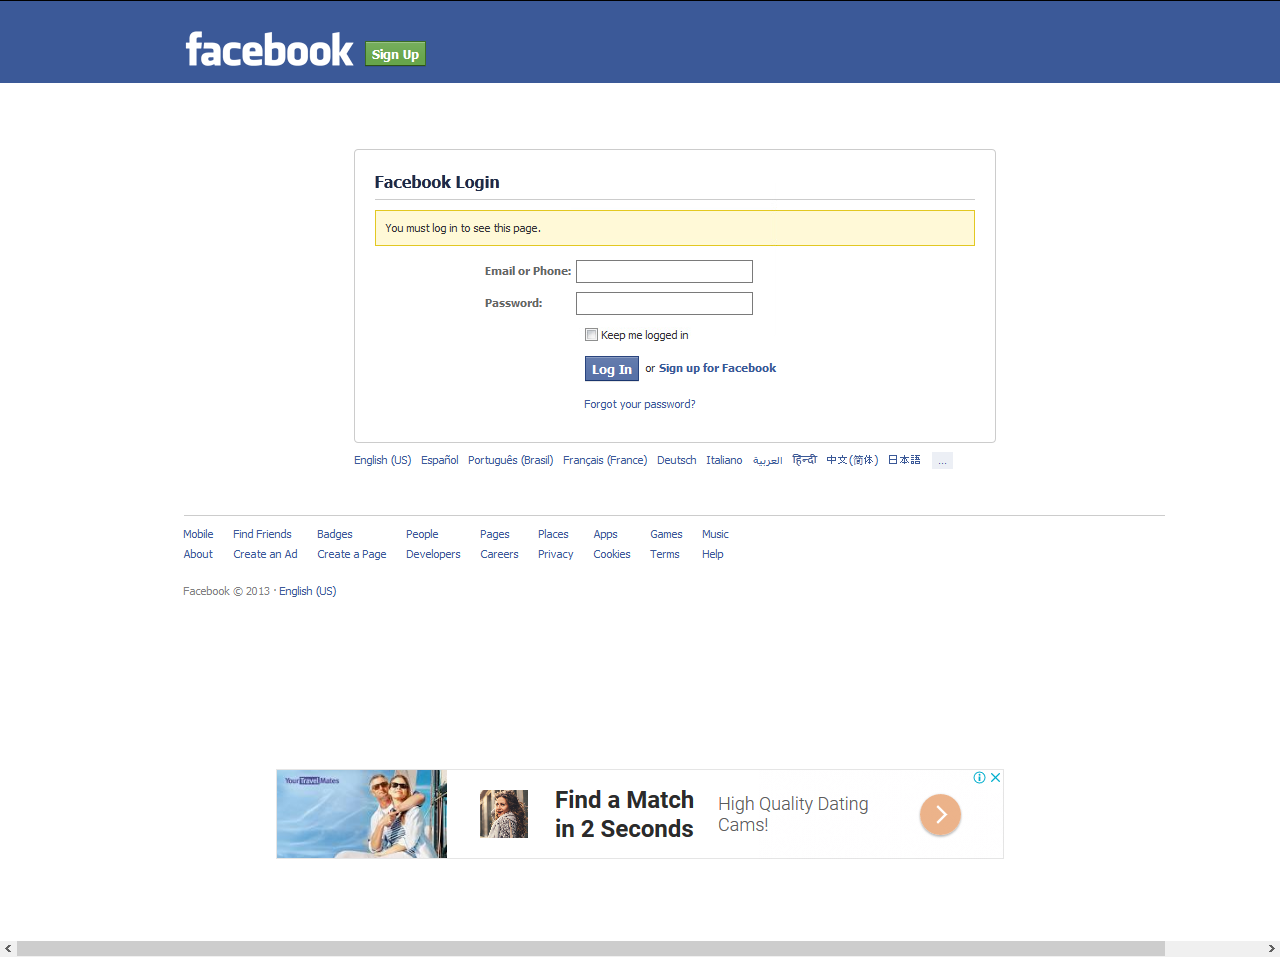 facebook Sign Up
Facebook Login
You must log in to see this page.
Email or Phone:
Password:
Keep me logged in
Log In or Sign up for Facebook
Forgot your password?
English (US) Español Português (Brasil) Français (France) Deutsch Italiano العربية हिन्दी 中文(简体) 日本語 ...
Mobile Find Friends Badges People Pages Places Apps Games Music
About Create an Ad Create a Page Developers Careers Privacy Cookies Terms Help
Facebook © 2013 · English (US)
YourTravelMates
Find a Match
in 2 Seconds
High Quality Dating
Cams!